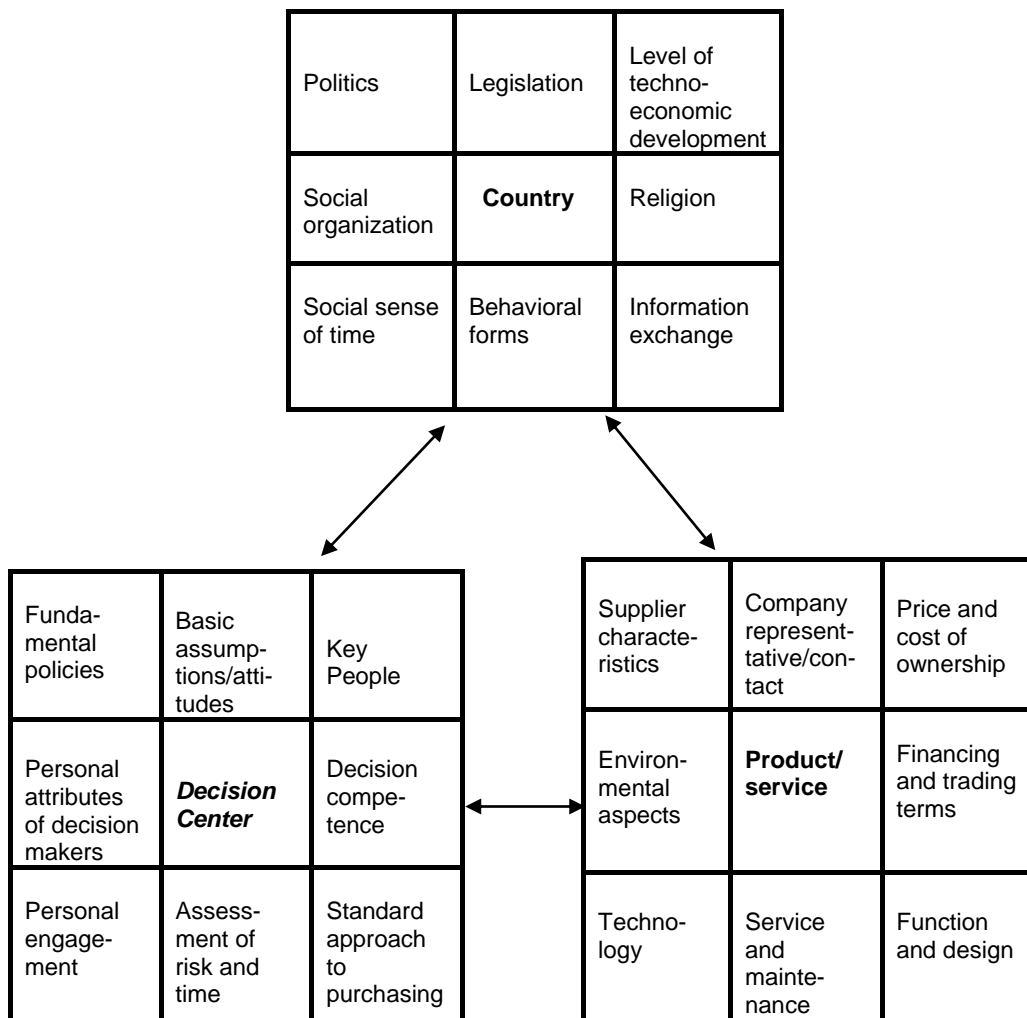 Politics
Legislation
Level of
techno-
economic
development
Social
organization
Country
Religion
Social sense
of time
Behavioral
forms
Information
exchange
Funda-
mental
policies
Basic
assump-
tions/atti-
tudes
Key
People
Personal
attributes
of decision
makers
Decision
Center
Decision
compe-
tence
Personal
engage-
ment
Assess-
ment of
risk and
time
Standard
approach
to
purchasing
Supplier
characte-
ristics
Company
represent-
tative/con-
tact
Price and
cost of
ownership
Environ-
mental
aspects
Product/
service
Financing
and trading
terms
Techno-
logy
Service
and
mainte-
nance
Function
and design